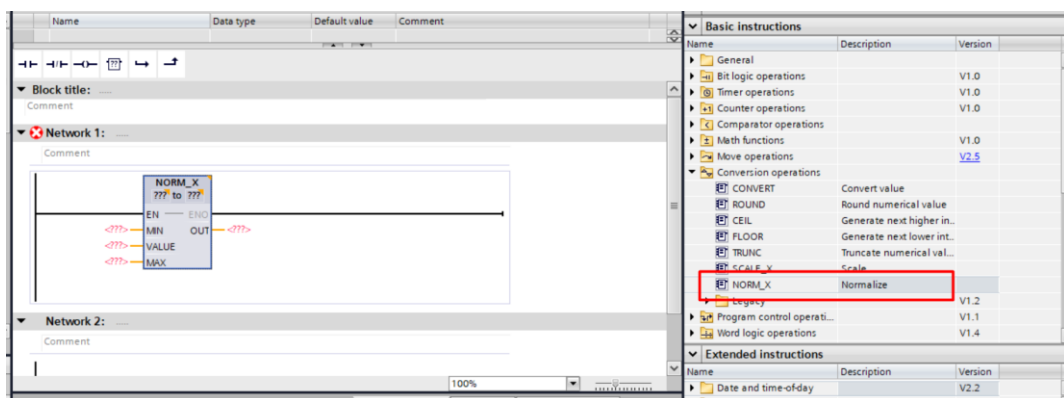 Name Data type Default value Comment
Block title: ....
Comment
Network 1: ....
Comment
NORM_X
??? to ???
EN ENO
<???> MIN OUT <???>
<???> VALUE
<???> MAX
Network 2: ....
Comment
100%
Basic instructions
Name Description Version
General
Bit logic operations V1.0
Timer operations V1.0
Counter operations V1.0
Comparator operations
Math functions V1.0
Move operations V2.5
Conversion operations
CONVERT Convert value
ROUND Round numerical value
CEIL Generate next higher in...
FLOOR Generate next lower int...
TRUNC Truncate numerical val...
SCALE_X Scale
NORM_X Normalize
Legacy V1.2
Program control operati... V1.1
Word logic operations V1.4
Extended instructions
Name Description Version
Date and time-of-day V2.2